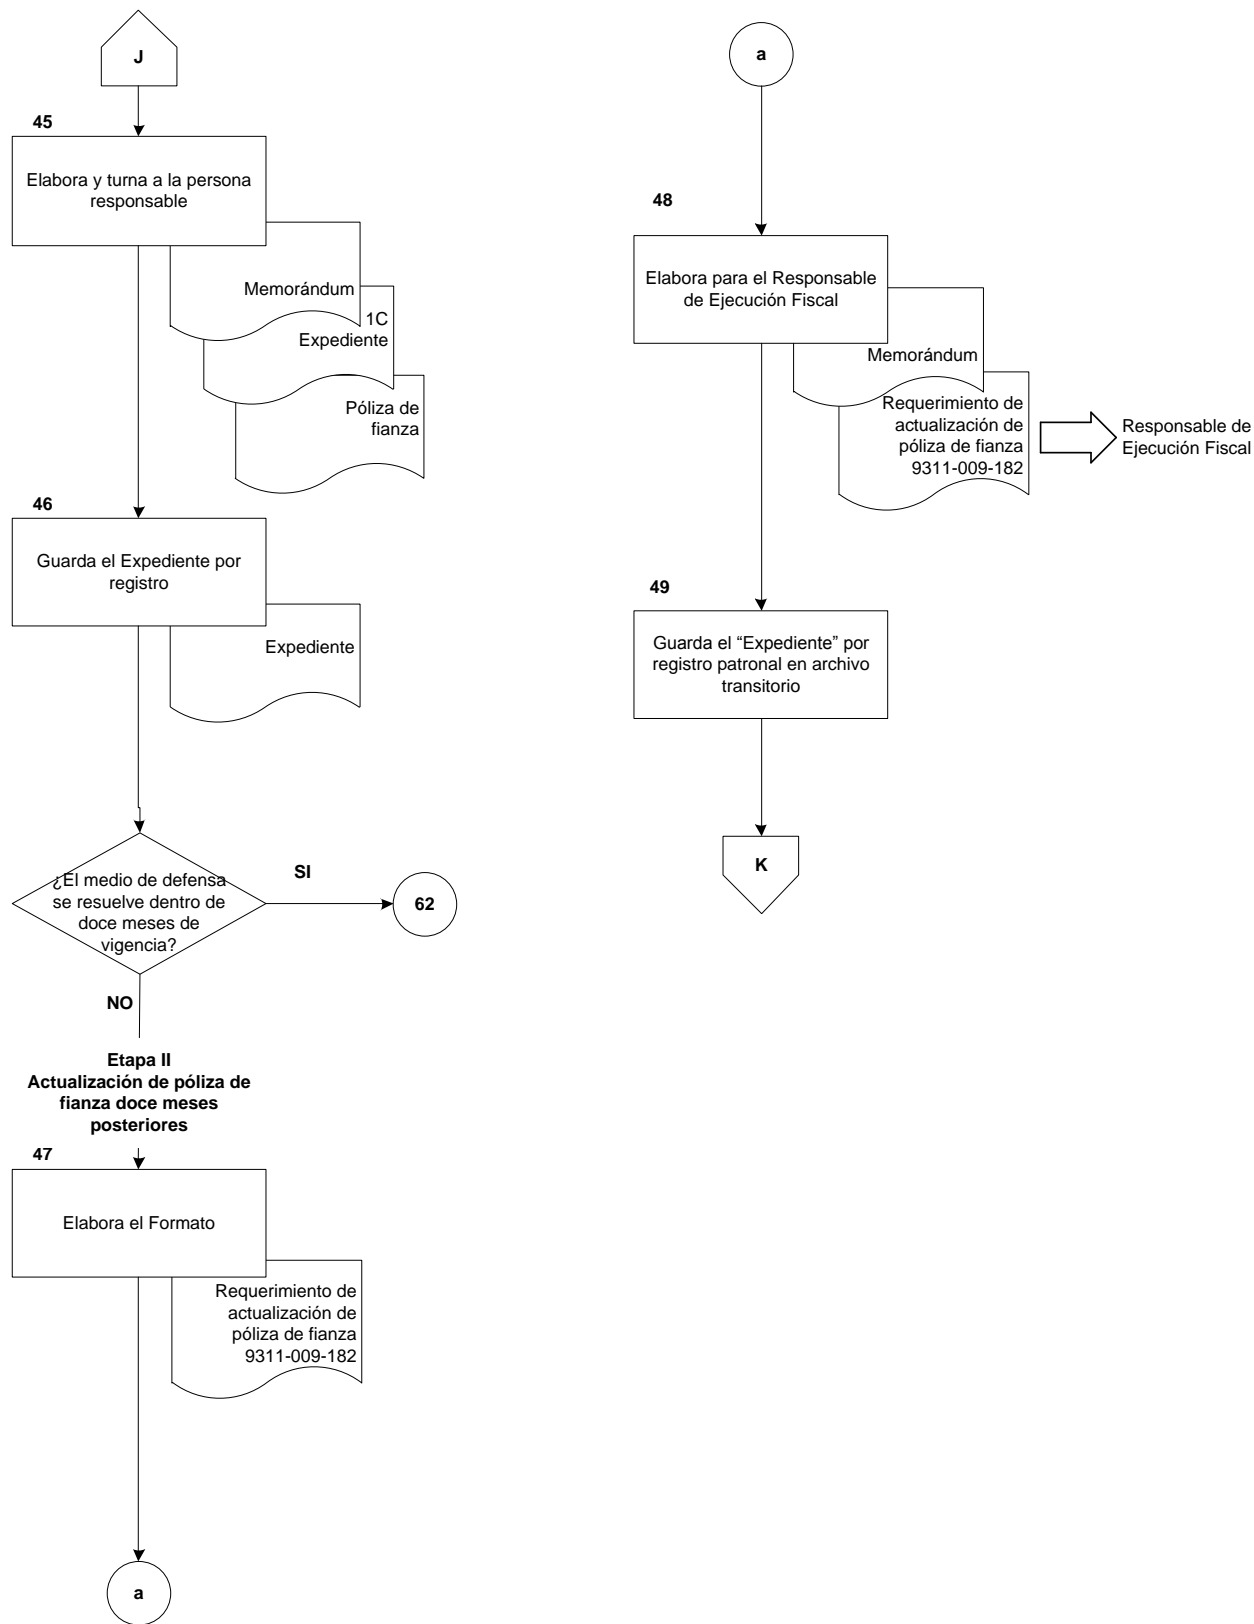 J
45
Elabora y turna a la persona
responsable
Memorándum
1C
Expediente
Póliza de
fianza
46
Guarda el Expediente por
registro
Expediente
¿El medio de defensa
se resuelve dentro de
doce meses de
vigencia?
SI
62
NO
Etapa II
Actualización de póliza de
fianza doce meses
posteriores
47
Elabora el Formato
Requerimiento de
actualización de
póliza de fianza
9311-009-182
a
a
48
Elabora para el Responsable
de Ejecución Fiscal
Memorándum
Requerimiento de
actualización de
póliza de fianza
9311-009-182
Responsable de
Ejecución Fiscal
49
Guarda el “Expediente” por
registro patronal en archivo
transitorio
K